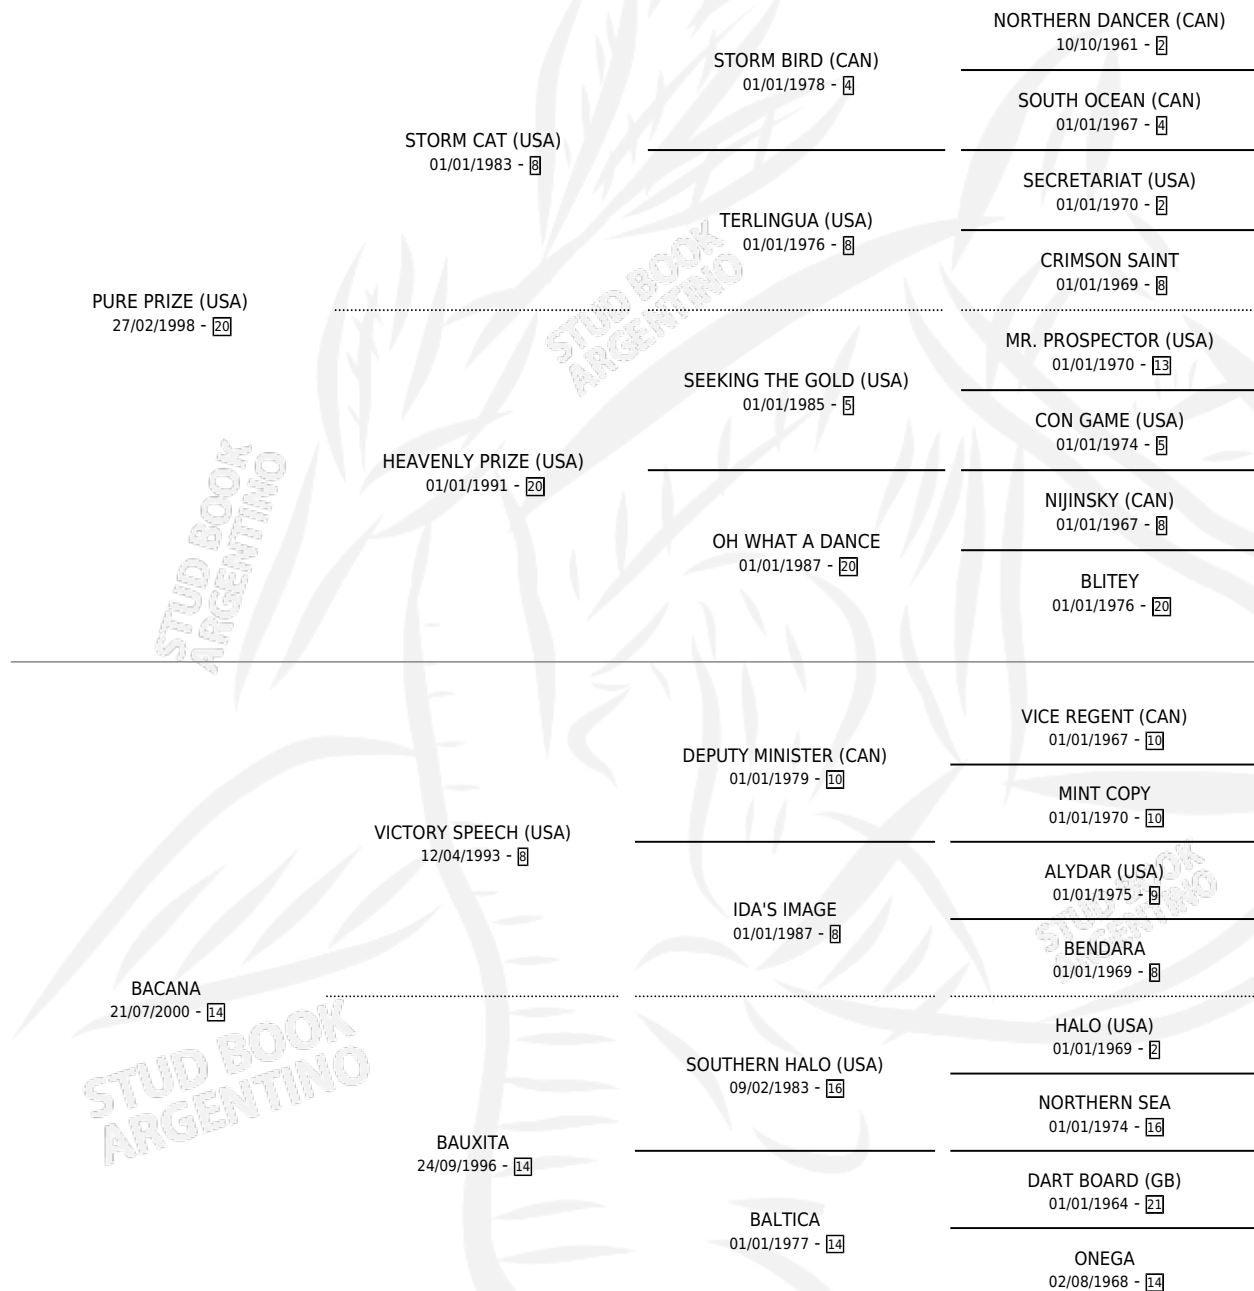 NORTHERN DANCER (CAN)
10/10/1961 - 2
STORM BIRD (CAN)
01/01/1978 - 4
SOUTH OCEAN (CAN)
01/01/1967 - 4
STORM CAT (USA)
01/01/1983 - 8
SECRETARIAT (USA)
01/01/1970 - 2
TERLINGUA (USA)
01/01/1976 - 8
CRIMSON SAINT
01/01/1969 - 8
PURE PRIZE (USA)
27/02/1998 - 20
MR. PROSPECTOR (USA)
01/01/1970 - 13
SEEKING THE GOLD (USA)
01/01/1985 - 5
CON GAME (USA)
01/01/1974 - 5
HEAVENLY PRIZE (USA)
01/01/1991 - 20
NIJINSKY (CAN)
01/01/1967 - 8
OH WHAT A DANCE
01/01/1987 - 20
BLITEY
01/01/1976 - 20
VICE REGENT (CAN)
01/01/1967 - 10
DEPUTY MINISTER (CAN)
01/01/1979 - 10
MINT COPY
01/01/1970 - 10
VICTORY SPEECH (USA)
12/04/1993 - 8
ALYDAR (USA)
01/01/1975 - 9
IDA'S IMAGE
01/01/1987 - 8
BENDARA
01/01/1969 - 8
BACANA
21/07/2000 - 14
HALO (USA)
01/01/1969 - 2
SOUTHERN HALO (USA)
09/02/1983 - 16
NORTHERN SEA
01/01/1974 - 16
BAUXITA
24/09/1996 - 14
DART BOARD (GB)
01/01/1964 - 21
BALTICA
01/01/1977 - 14
ONEGA
02/08/1968 - 14
STUD BOOK
ARGENTINO
STUD BOOK
ARGENTINO
STUD BOOK
ARGENTINO
STUD BOOK
ARGENTINO